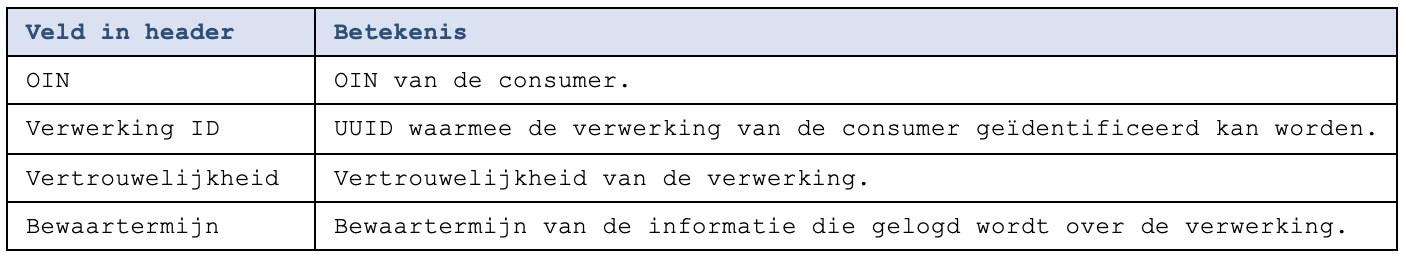 Veld in header Betekenis
OIN OIN van de consumer.
Verwerking ID UUID waarmee de verwerking van de consumer geïdentificeerd kan worden.
Vertrouwelijkheid Vertrouwelijkheid van de verwerking.
Bewaartermijn Bewaartermijn van de informatie die gelogd wordt over de verwerking.